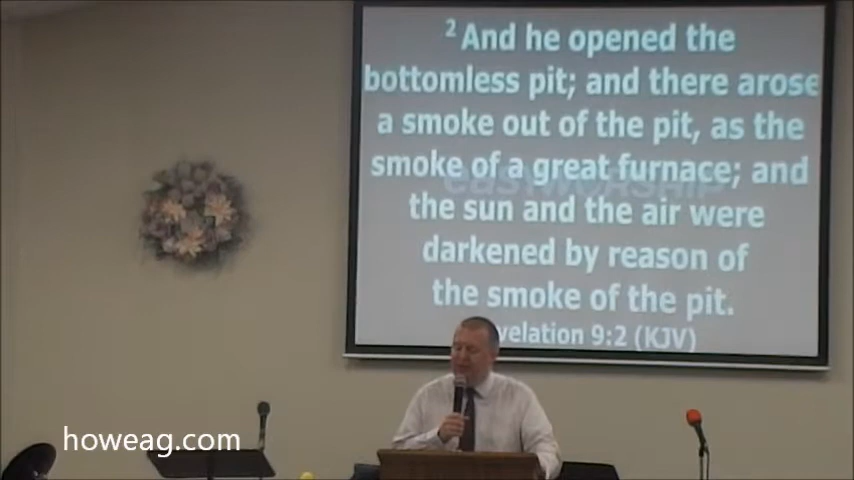 2 And he opened the
bottomless pit; and there arose
a smoke out of the pit, as the
smoke of a great furnace; and
the sun and the air were
darkened by reason of
the smoke of the pit.
velation 9:2 (KJV)
howeag.com